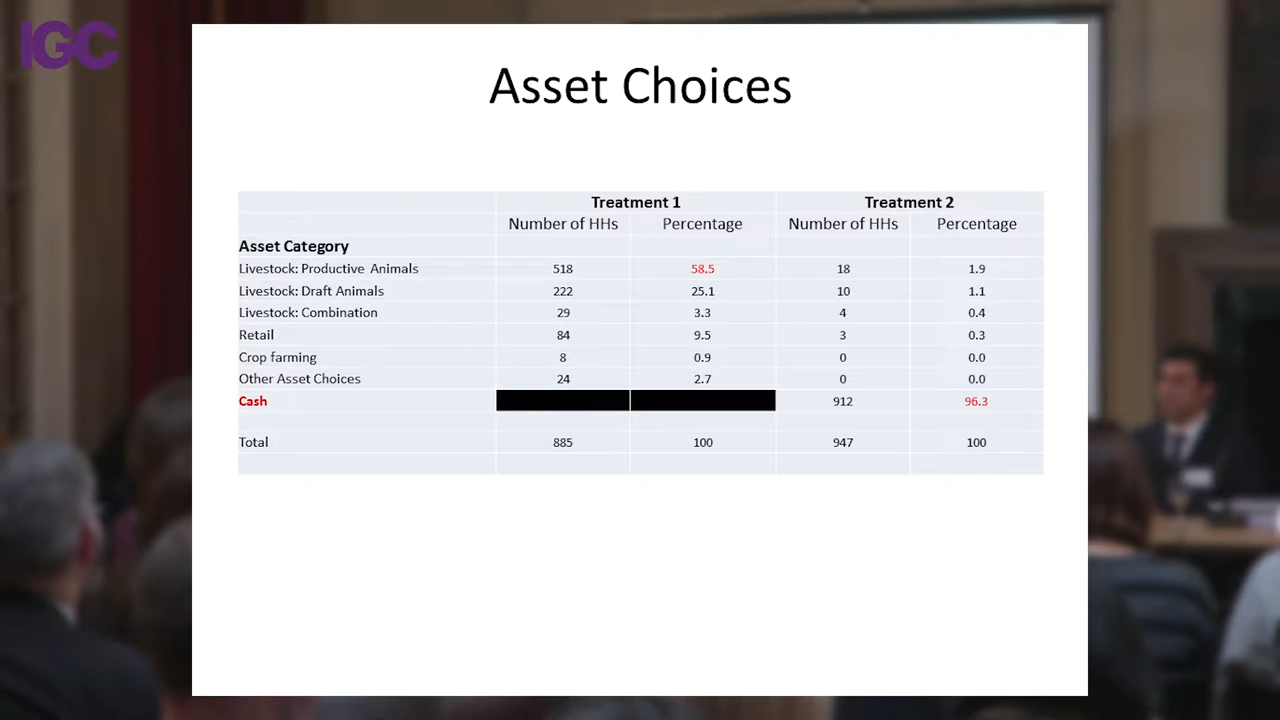 IGC
Asset Choices
Treatment 1 Treatment 2
Number of HHs Percentage Number of HHs Percentage
Asset Category
Livestock: Productive Animals 518 58.5 18 1.9
Livestock: Draft Animals 222 25.1 10 1.1
Livestock: Combination 29 3.3 4 0.4
Retail 84 9.5 3 0.3
Crop farming 8 0.9 0 0.0
Other Asset Choices 24 2.7 0 0.0
Cash 912 96.3
Total 885 100 947 100